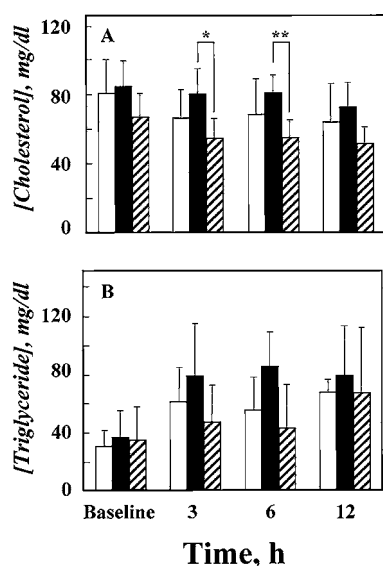 A
*
**
[Cholesterol], mg/dl
120
80
40
0
B
[Triglyceride], mg/dl
120
80
40
0
Baseline 3 6 12
Time, h